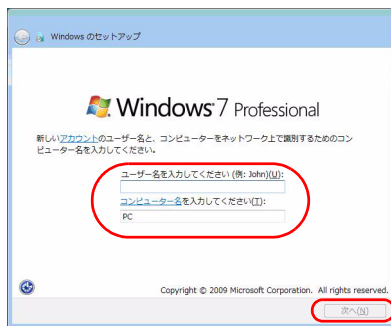 Windows のセットアップ
Windows 7 Professional
新しいアカウントのユーザー名と、コンピューターをネットワーク上で識別するためのコン
ピューター名を入力してください。
ユーザー名を入力してください (例: John)(U):
コンピューター名を入力してください(T):
PC
Copyright © 2009 Microsoft Corporation. All rights reserved.
次へ(N)